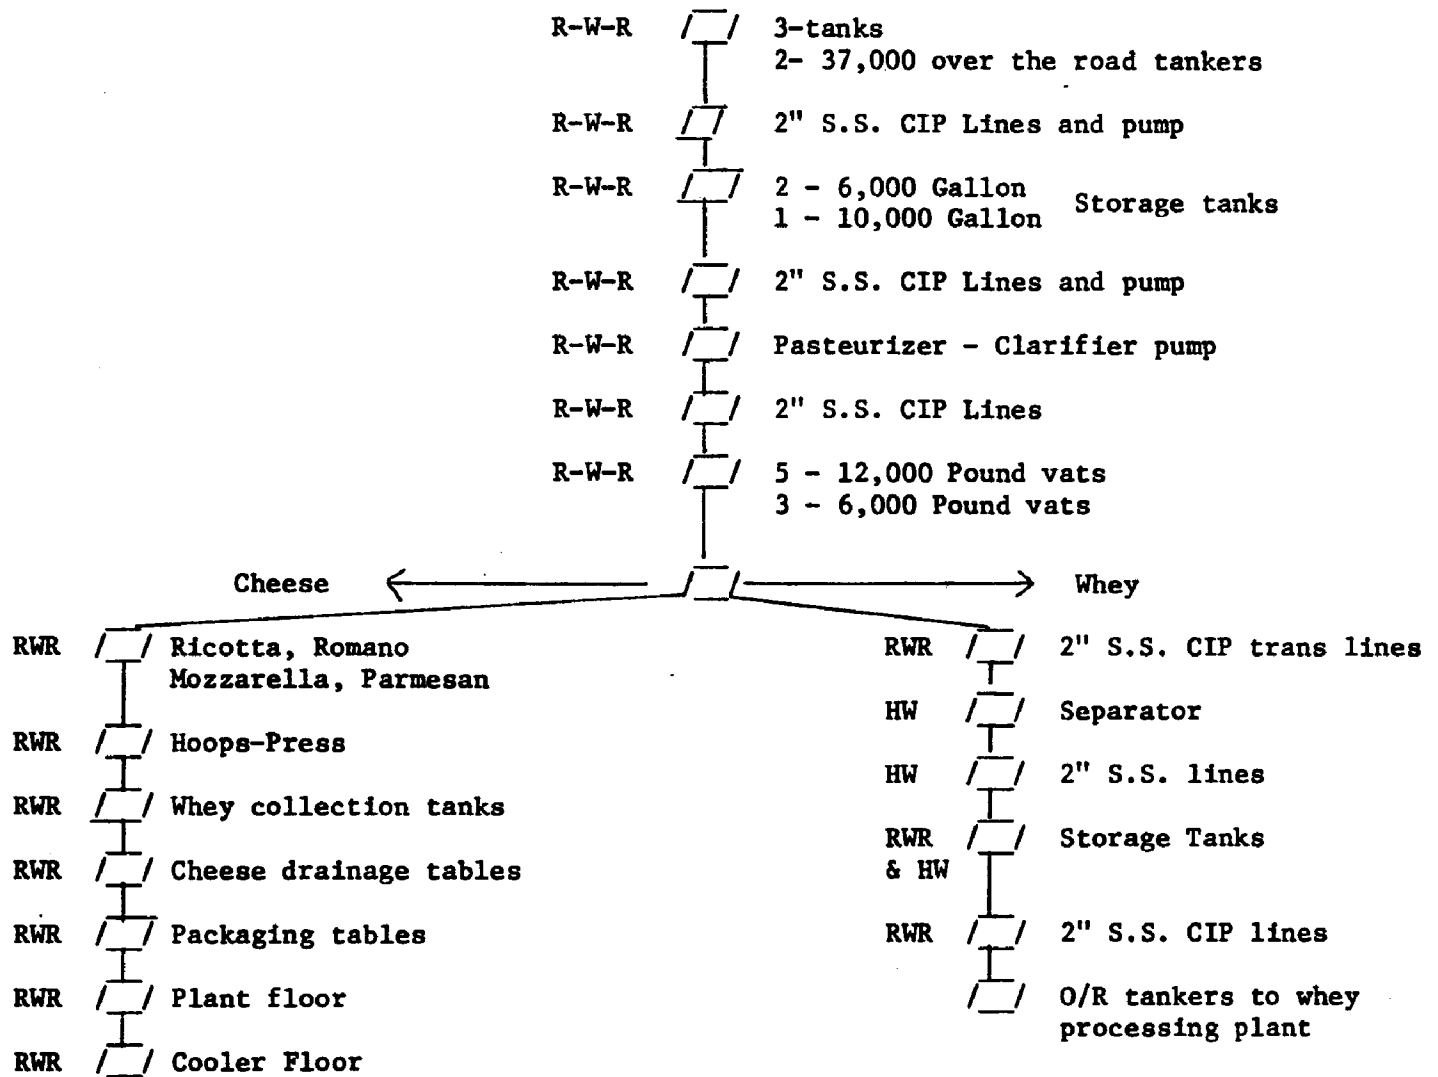 R-W-R 3-tanks
2- 37,000 over the road tankers
R-W-R 2" S.S. CIP Lines and pump
R-W-R 2 - 6,000 Gallon
1 - 10,000 Gallon Storage tanks
R-W-R 2" S.S. CIP Lines and pump
R-W-R Pasteurizer - Clarifier pump
R-W-R 2" S.S. CIP Lines
R-W-R 5 - 12,000 Pound vats
3 - 6,000 Pound vats
Cheese
Whey
RWR Ricotta, Romano
Mozzarella, Parmesan
RWR Hoops-Press
RWR Whey collection tanks
RWR Cheese drainage tables
RWR Packaging tables
RWR Plant floor
RWR Cooler Floor
RWR 2" S.S. CIP trans lines
HW Separator
HW 2" S.S. lines
RWR Storage Tanks
& HW
RWR 2" S.S. CIP lines
O/R tankers to whey
processing plant